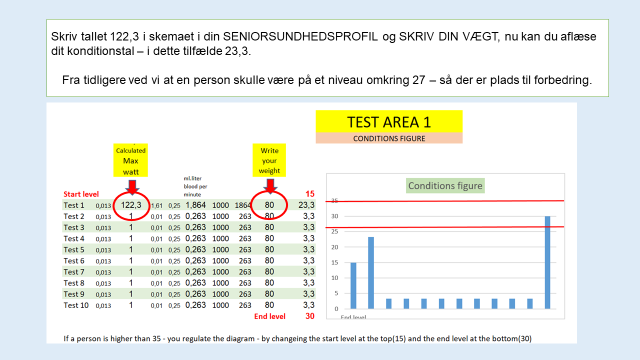 Skriv tallet 122,3 i skemaet i din SENIORSUNDHEDSPROFIL og SKRIV DIN VÆGT, nu kan du aflæse
dit konditionstal – i dette tilfælde 23,3.
Fra tidligere ved vi at en person skulle være på et niveau omkring 27 – så der er plads til forbedring.
TEST AREA 1
CONDITIONS FIGURE
Calculated
Max
watt
Write
your
weight
ml.liter
blood per
minute
Start level 15
Test 1 0,013 122,3 1,61 0,25 1,864 1000 1864 80 23,3
Test 2 0,013 1 0,01 0,25 0,263 1000 263 80 3,3
Test 3 0,013 1 0,01 0,25 0,263 1000 263 80 3,3
Test 4 0,013 1 0,01 0,25 0,263 1000 263 80 3,3
Test 5 0,013 1 0,01 0,25 0,263 1000 263 80 3,3
Test 6 0,013 1 0,01 0,25 0,263 1000 263 80 3,3
Test 7 0,013 1 0,01 0,25 0,263 1000 263 80 3,3
Test 8 0,013 1 0,01 0,25 0,263 1000 263 80 3,3
Test 9 0,013 1 0,01 0,25 0,263 1000 263 80 3,3
Test 10 0,013 1 0,01 0,25 0,263 1000 263 80 3,3
End level 30
Conditions figure
35
30
25
20
15
10
5
0
End level
If a person is higher than 35 - you regulate the diagram - by changeing the start level at the top(15) and the end level at the bottom(30)